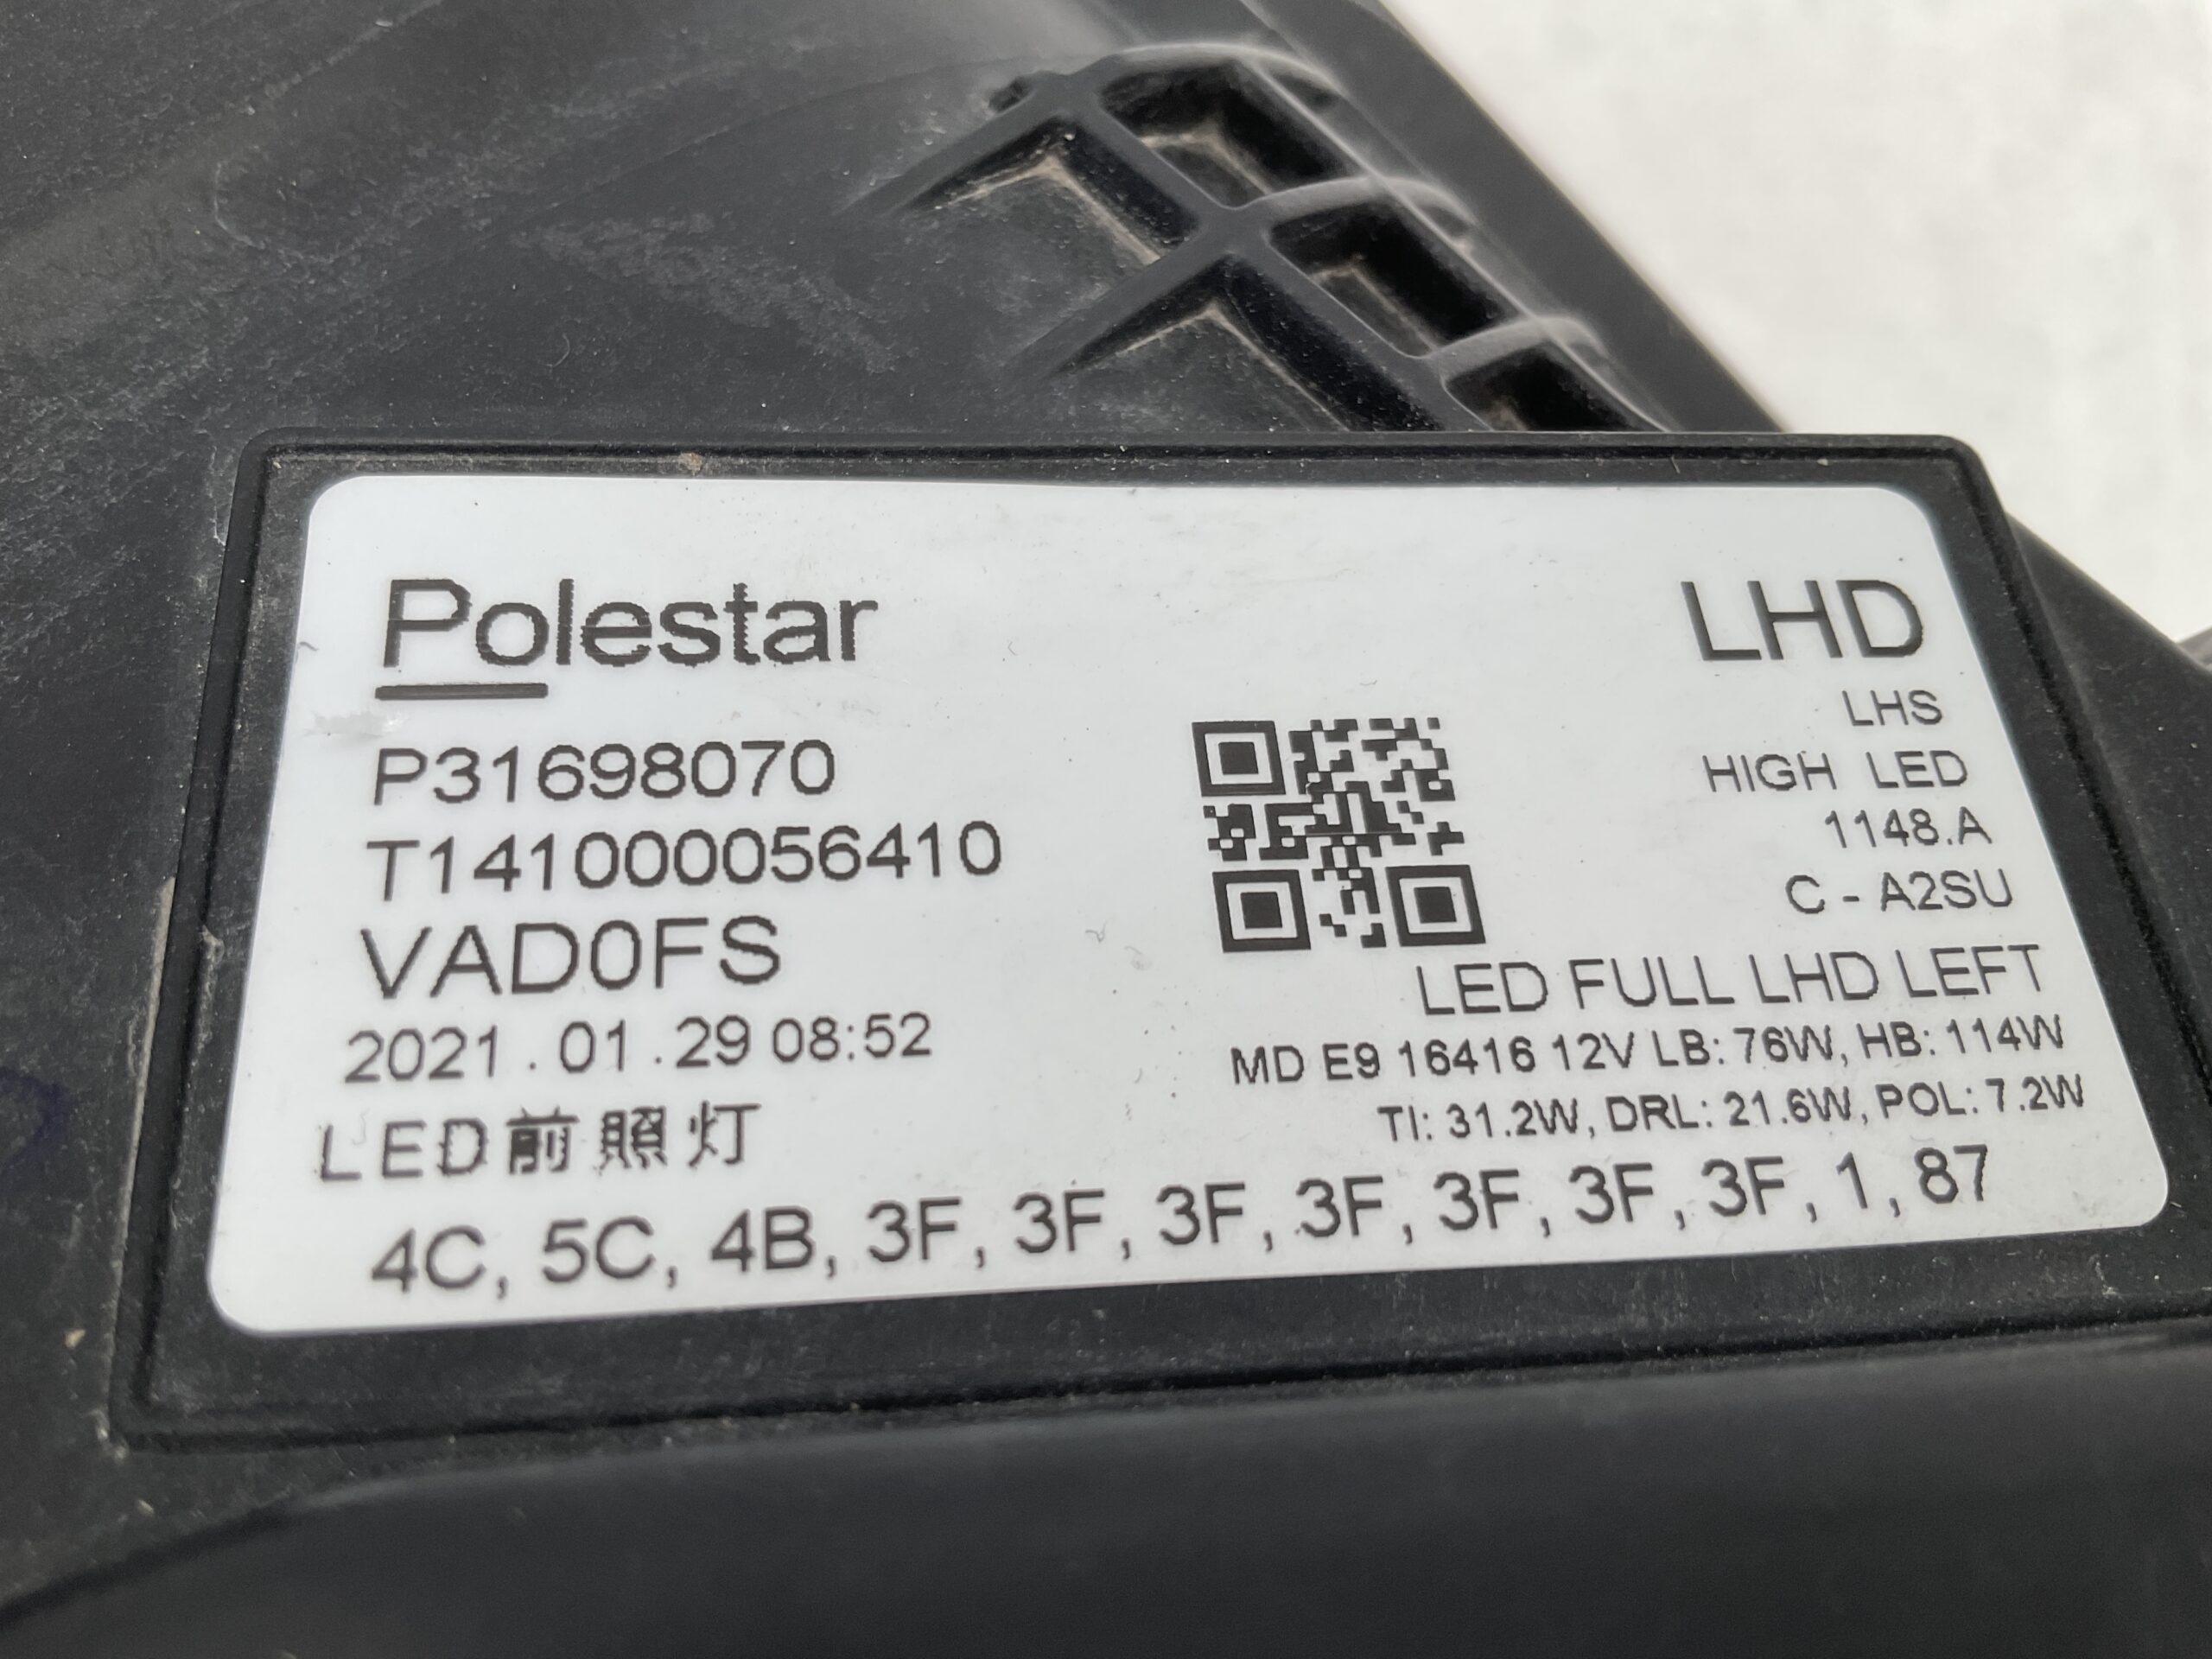 Polestar
LHD
LHS
P31698070
HIGH LED
T141000056410
1148.A
C - A2SU
VAD0FS
LED FULL LHD LEFT
2021.01.29 08:52
MD E9 16416 12V LB: 76W, HB: 114W
TI: 31.2W, DRL: 21.6W, POL: 7.2W
LED前照灯
4C, 5C, 4B, 3F, 3F, 3F, 3F, 3F, 3F, 3F, 1, 87